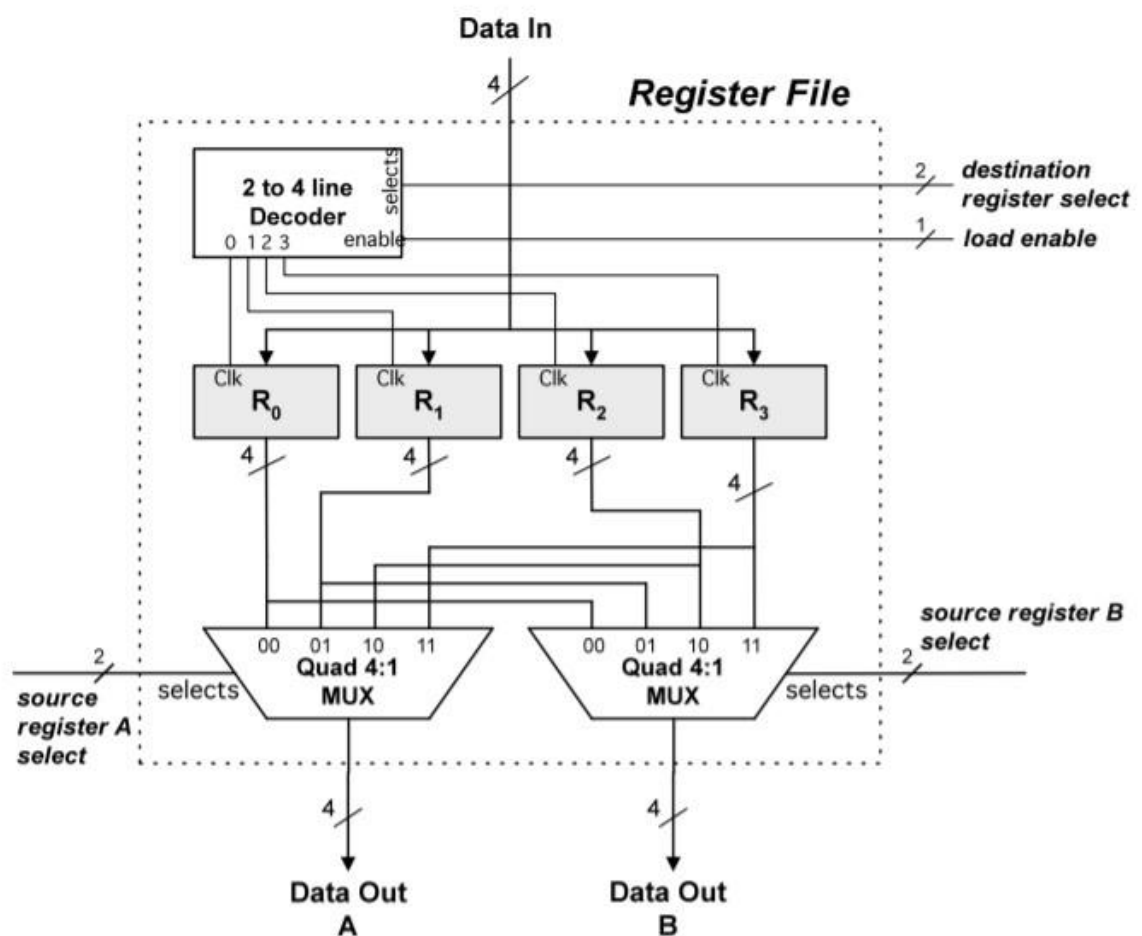 Data In
4
Register File
selects
2 to 4 line
Decoder
0 1 2 3 enable
2
destination
register select
1
load enable
Clk
R0
Clk
R1
Clk
R2
Clk
R3
4
4
4
4
00 01 10 11
Quad 4:1
MUX
selects
2
source
register A
select
00 01 10 11
Quad 4:1
MUX
selects
2
source register B
select
4
4
Data Out
A
Data Out
B